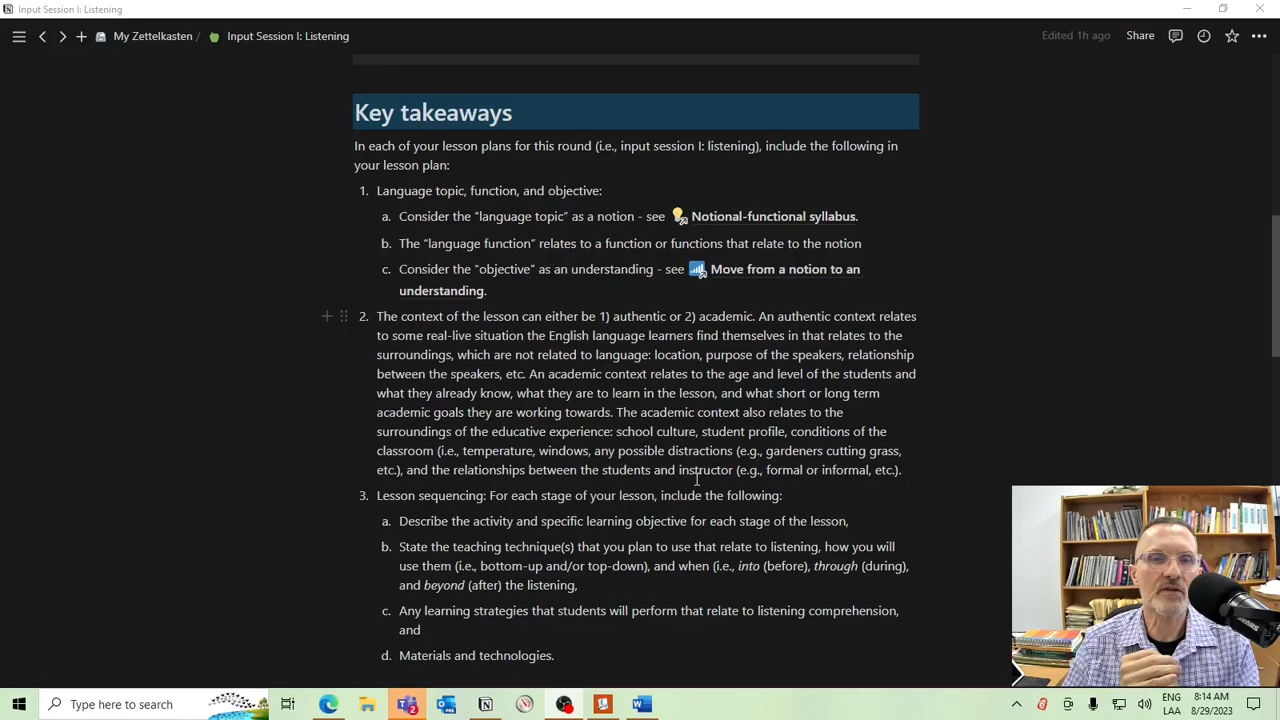 Input Session I: Listening
My Zettelkasten / Input Session I: Listening
Edited 1h ago
Share
Key takeaways
In each of your lesson plans for this round (i.e., input session I: listening), include the following in
your lesson plan:
1. Language topic, function, and objective:
a. Consider the “language topic” as a notion - see Notional-functional syllabus.
b. The “language function” relates to a function or functions that relate to the notion
c. Consider the “objective” as an understanding - see Move from a notion to an
understanding.
2. The context of the lesson can either be 1) authentic or 2) academic. An authentic context relates
to some real-live situation the English language learners find themselves in that relates to the
surroundings, which are not related to language: location, purpose of the speakers, relationship
between the speakers, etc. An academic context relates to the age and level of the students and
what they already know, what they are to learn in the lesson, and what short or long term
academic goals they are working towards. The academic context also relates to the
surroundings of the educative experience: school culture, student profile, conditions of the
classroom (i.e., temperature, windows, any possible distractions (e.g., gardeners cutting grass,
etc.), and the relationships between the students and instructor (e.g., formal or informal, etc.).
3. Lesson sequencing: For each stage of your lesson, include the following:
a. Describe the activity and specific learning objective for each stage of the lesson,
b. State the teaching technique(s) that you plan to use that relate to listening, how you will
use them (i.e., bottom-up and/or top-down), and when (i.e., into (before), through (during),
and beyond (after) the listening,
c. Any learning strategies that students will perform that relate to listening comprehension,
and
d. Materials and technologies.
Type here to search
ENG
LAA
8:14 AM
8/29/2023